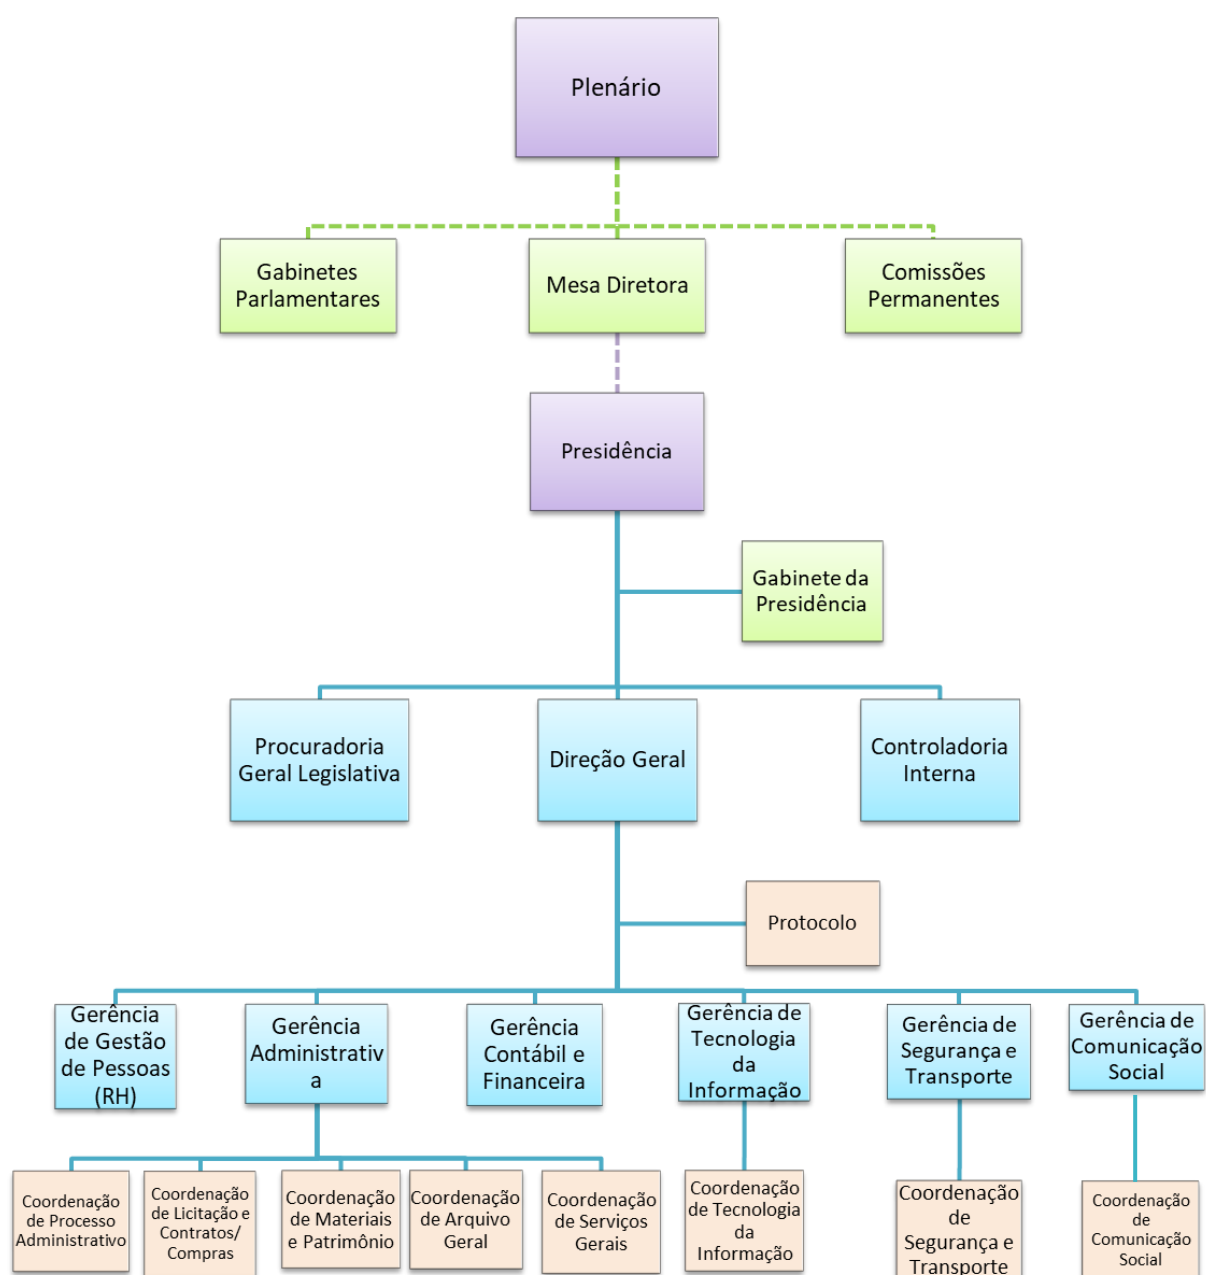 Plenário
Gabinetes
Parlamentares
Mesa Diretora
Comissões
Permanentes
Presidência
Gabinete da
Presidência
Procuradoria
Geral Legislativa
Direção Geral
Controladoria
Interna
Protocolo
Gerência
de Gestão
de Pessoas
(RH)
Gerência
Administrativ
a
Gerência
Contábil e
Financeira
Gerência de
Tecnologia
da
Informação
Gerência de
Segurança e
Transporte
Gerência de
Comunicação
Social
Coordenação
de Processo
Administrativo
Coordenação
de Licitação e
Contratos/
Compras
Coordenação
de Materiais
e Patrimônio
Coordenação
de Arquivo
Geral
Coordenação
de Serviços
Gerais
Coordenação
de Tecnologia
da
Informação
Coordenação
de
Segurança e
Transporte
Coordenação
de
Comunicação
Social